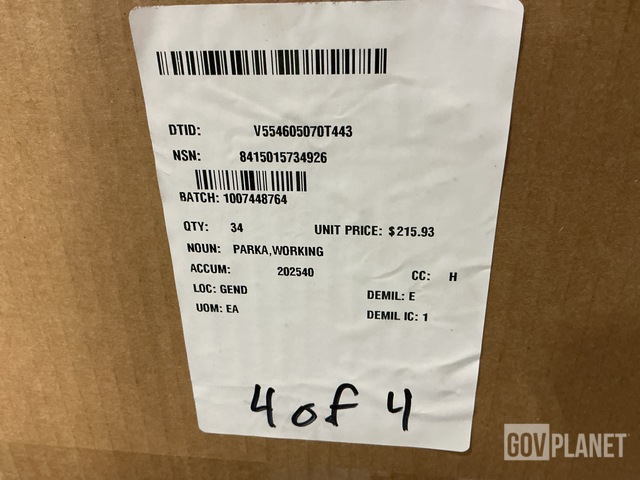 DTID: V554605070T443
NSN: 8415015734926
BATCH: 1007448764
QTY: 34 UNIT PRICE: $215.93
NOUN: PARKA,WORKING
ACCUM: 202540 CC: H
LOC: GEND DEMIL: E
UOM: EA DEMIL IC: 1
4 of 4
GOVPLANET